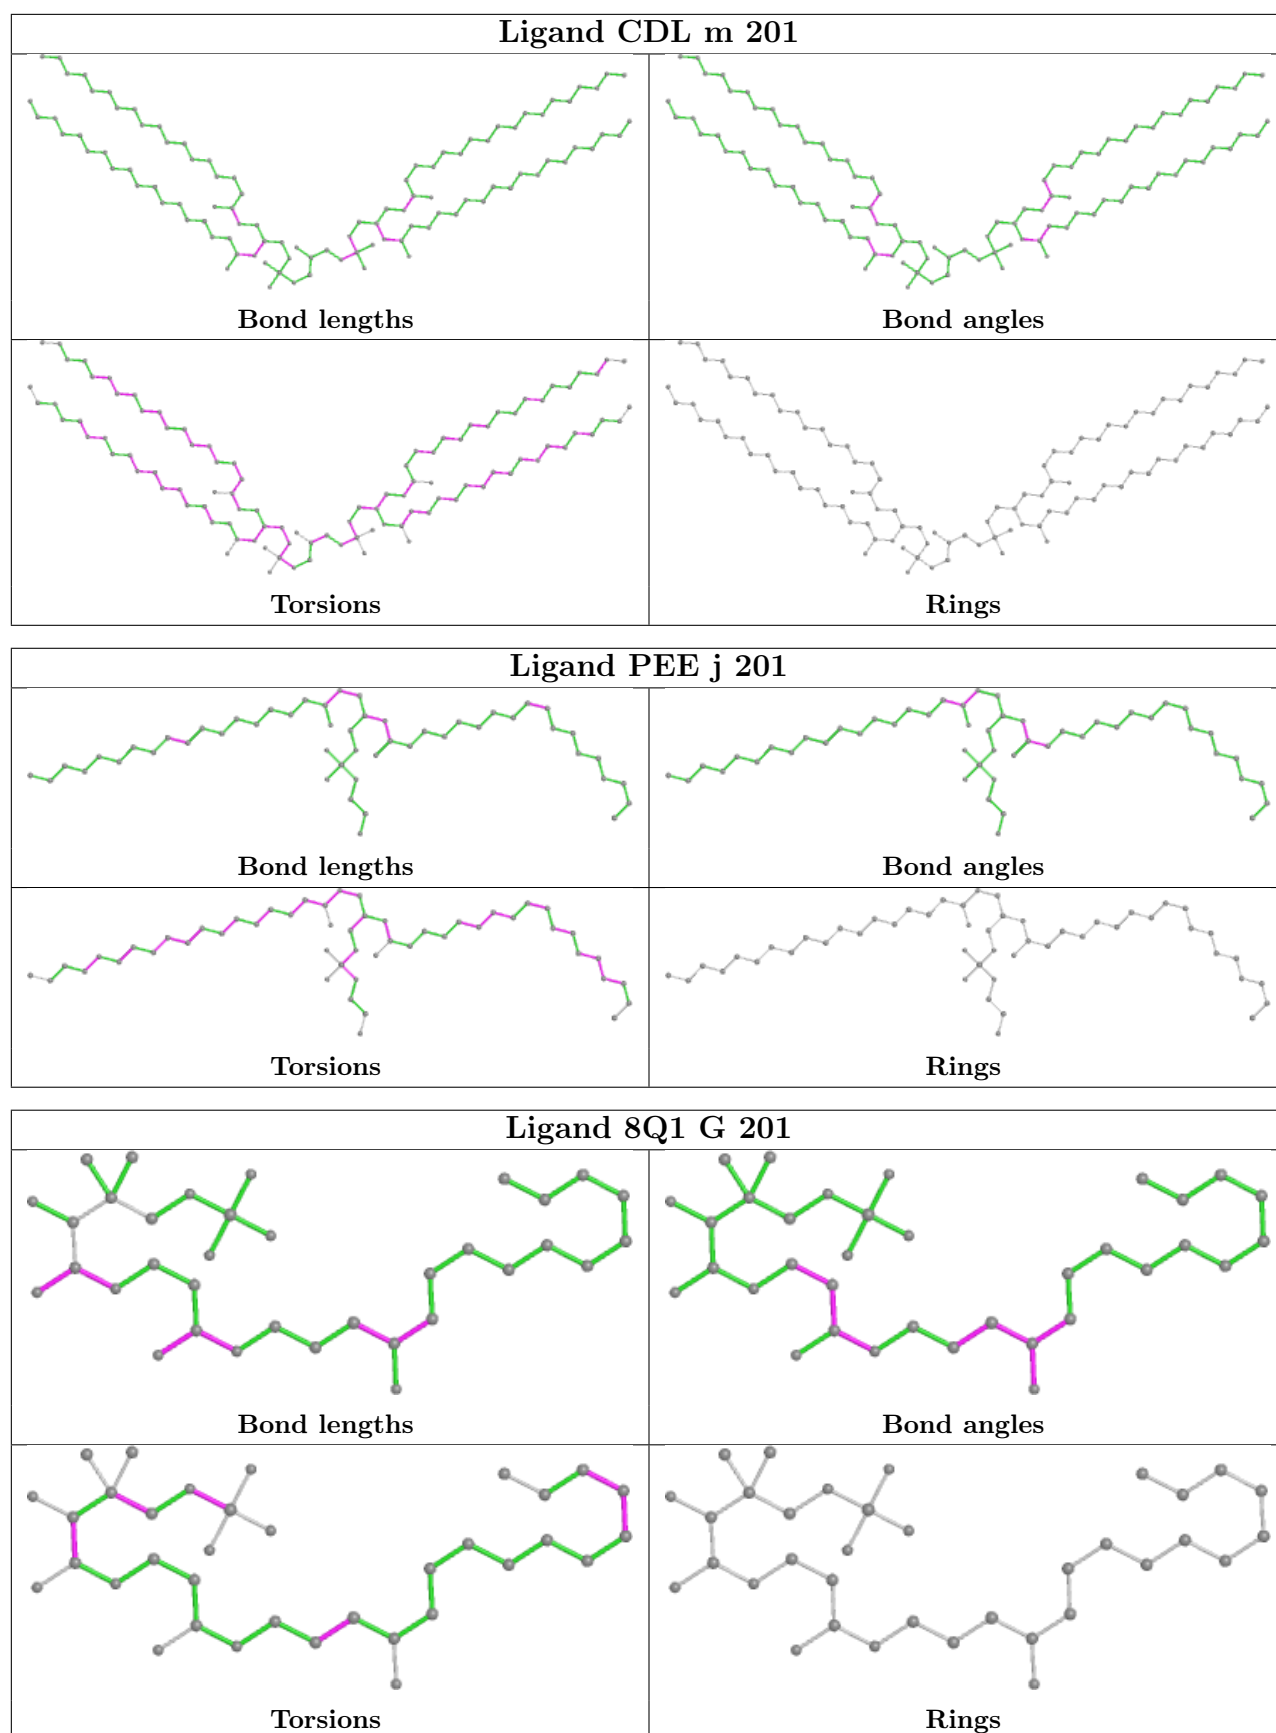 Ligand CDL m 201
Bond lengths
Bond angles
Torsions
Rings
Ligand PEE j 201
Bond lengths
Bond angles
Torsions
Rings
Ligand 8Q1 G 201
Bond lengths
Bond angles
Torsions
Rings